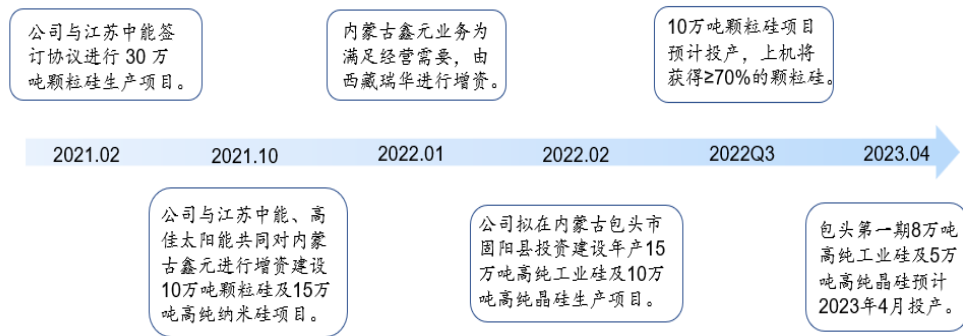 公司与江苏中能签
订协议进行 30 万
吨颗粒硅生产项目。
内蒙古鑫元业务为
满足经营需要，由
西藏瑞华进行增资。
10万吨颗粒硅项目
预计投产，上机将
获得≥70%的颗粒硅。
2021.02
2021.10
2022.01
2022.02
2022Q3
2023.04
公司与江苏中能、高
佳太阳能共同对内蒙
古鑫元进行增资建设
10万吨颗粒硅及15万
吨高纯纳米硅项目。
公司拟在内蒙古包头市
固阳县投资建设年产15
万吨高纯工业硅及10万
吨高纯晶硅生产项目。
包头第一期8万吨
高纯工业硅及5万
吨高纯晶硅预计
2023年4月投产。